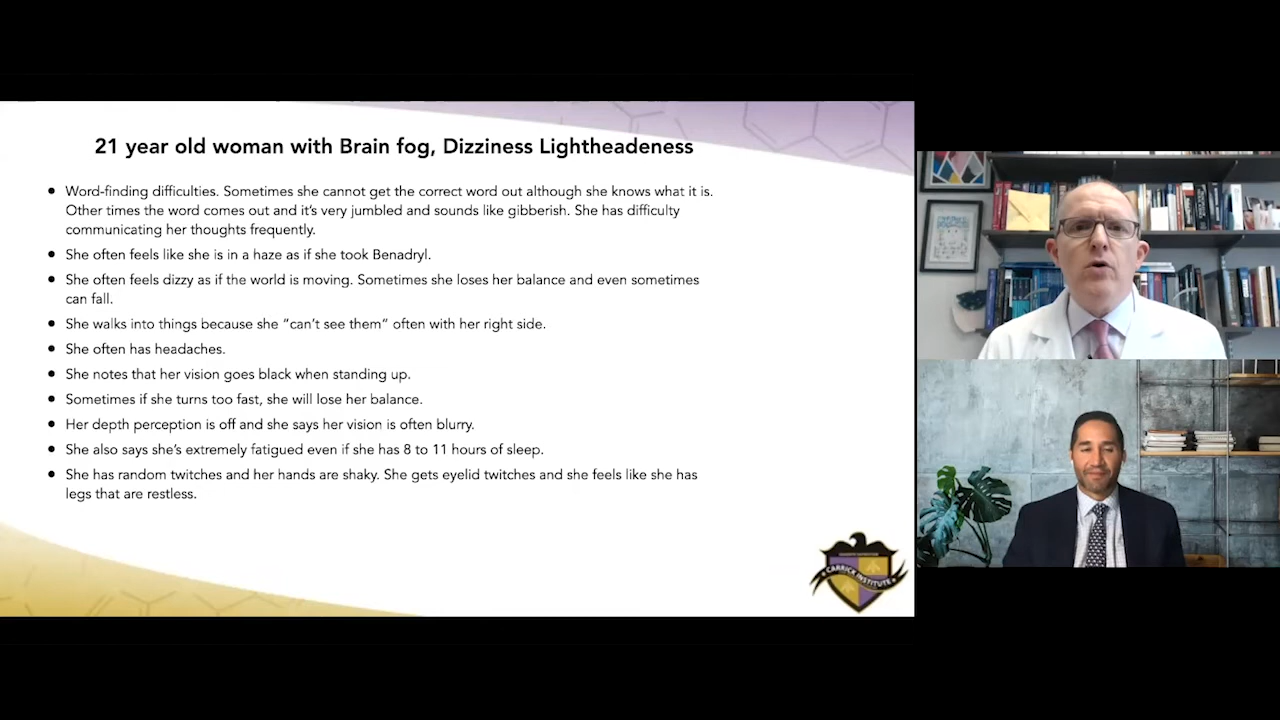 21 year old woman with Brain fog, Dizziness Lightheadeness
• Word-finding difficulties. Sometimes she cannot get the correct word out although she knows what it is.
Other times the word comes out and it's very jumbled and sounds like gibberish. She has difficulty
communicating her thoughts frequently.
• She often feels like she is in a haze as if she took Benadryl.
• She often feels dizzy as if the world is moving. Sometimes she loses her balance and even sometimes
can fall.
• She walks into things because she “can't see them” often with her right side.
• She often has headaches.
• She notes that her vision goes black when standing up.
• Sometimes if she turns too fast, she will lose her balance.
• Her depth perception is off and she says her vision is often blurry.
• She also says she's extremely fatigued even if she has 8 to 11 hours of sleep.
• She has random twitches and her hands are shaky. She gets eyelid twitches and she feels like she has
legs that are restless.
CARRICK INSTITUTE